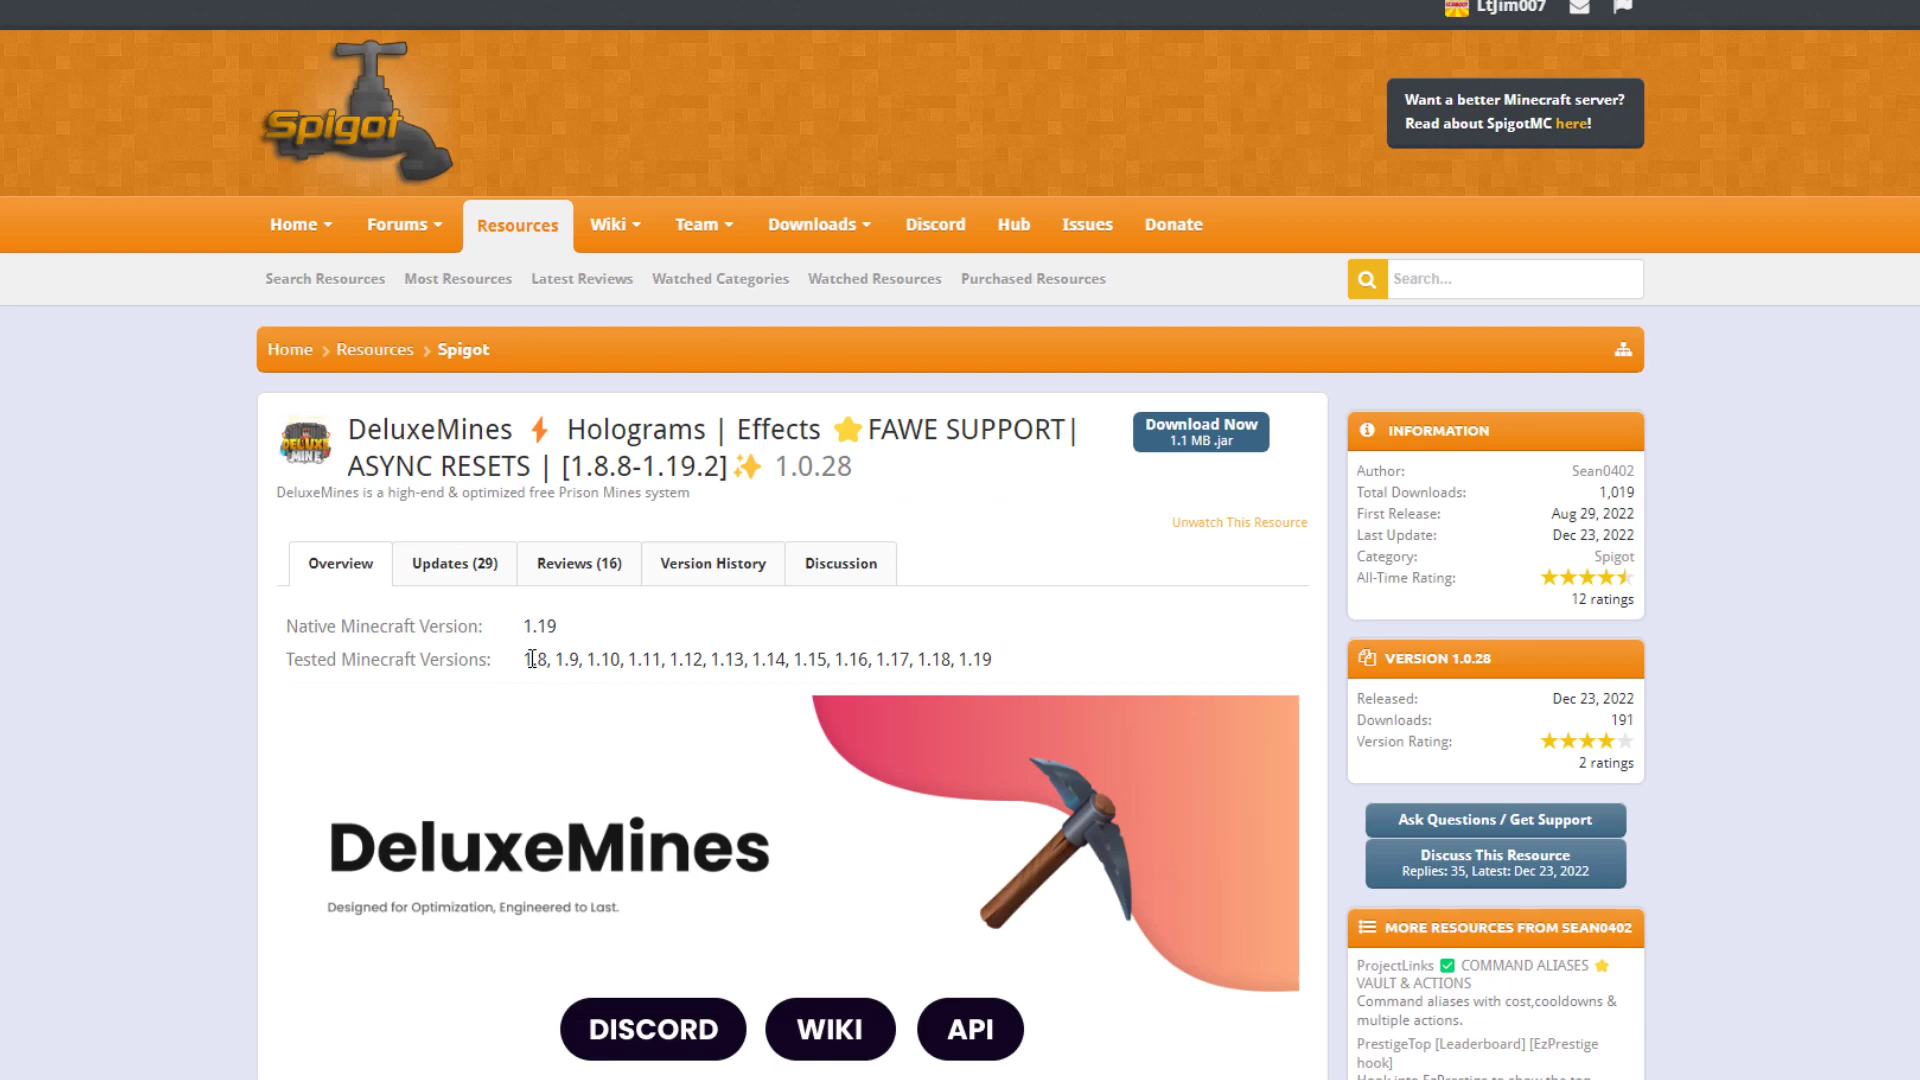 LtJim007
Spigot
Want a better Minecraft server?
Read about SpigotMC here!
Home Forums Resources Wiki Team Downloads Discord Hub Issues Donate
Search Resources Most Resources Latest Reviews Watched Categories Watched Resources Purchased Resources
Search...
Home Resources Spigot
DeluxeMines ⚡ Holograms | Effects ⭐FAWE SUPPORT|
ASYNC RESETS | [1.8.8-1.19.2]✨ 1.0.28
DeluxeMines is a high-end & optimized free Prison Mines system
DELUXE
MINE
Download Now
1.1 MB .jar
Unwatch This Resource
Overview Updates (29) Reviews (16) Version History Discussion
Native Minecraft Version: 1.19
Tested Minecraft Versions: 1.8, 1.9, 1.10, 1.11, 1.12, 1.13, 1.14, 1.15, 1.16, 1.17, 1.18, 1.19
DeluxeMines
Designed for Optimization, Engineered to Last.
DISCORD WIKI API
INFORMATION
Author: Sean0402
Total Downloads: 1,019
First Release: Aug 29, 2022
Last Update: Dec 23, 2022
Category: Spigot
All-Time Rating:
12 ratings
VERSION 1.0.28
Released: Dec 23, 2022
Downloads: 191
Version Rating:
2 ratings
Ask Questions / Get Support
Discuss This Resource
Replies: 35, Latest: Dec 23, 2022
MORE RESOURCES FROM SEAN0402
ProjectLinks ✅ COMMAND ALIASES ⭐
VAULT & ACTIONS
Command aliases with cost,cooldowns &
multiple actions.
PrestigeTop [Leaderboard] [EzPrestige
hook]
Hook into EzPrestige to show the top